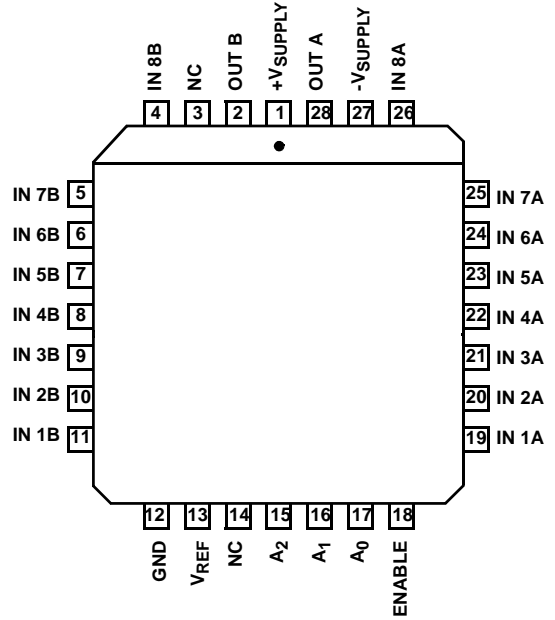 IN 8B
NC
OUT B
+VSUPPLY
OUT A
-VSUPPLY
IN 8A
4
3
2
1
28
27
26
IN 7B 5
25 IN 7A
IN 6B 6
24 IN 6A
IN 5B 7
23 IN 5A
IN 4B 8
22 IN 4A
IN 3B 9
21 IN 3A
IN 2B 10
20 IN 2A
IN 1B 11
19 IN 1A
12
13
14
15
16
17
18
GND
VREF
NC
A2
A1
A0
ENABLE